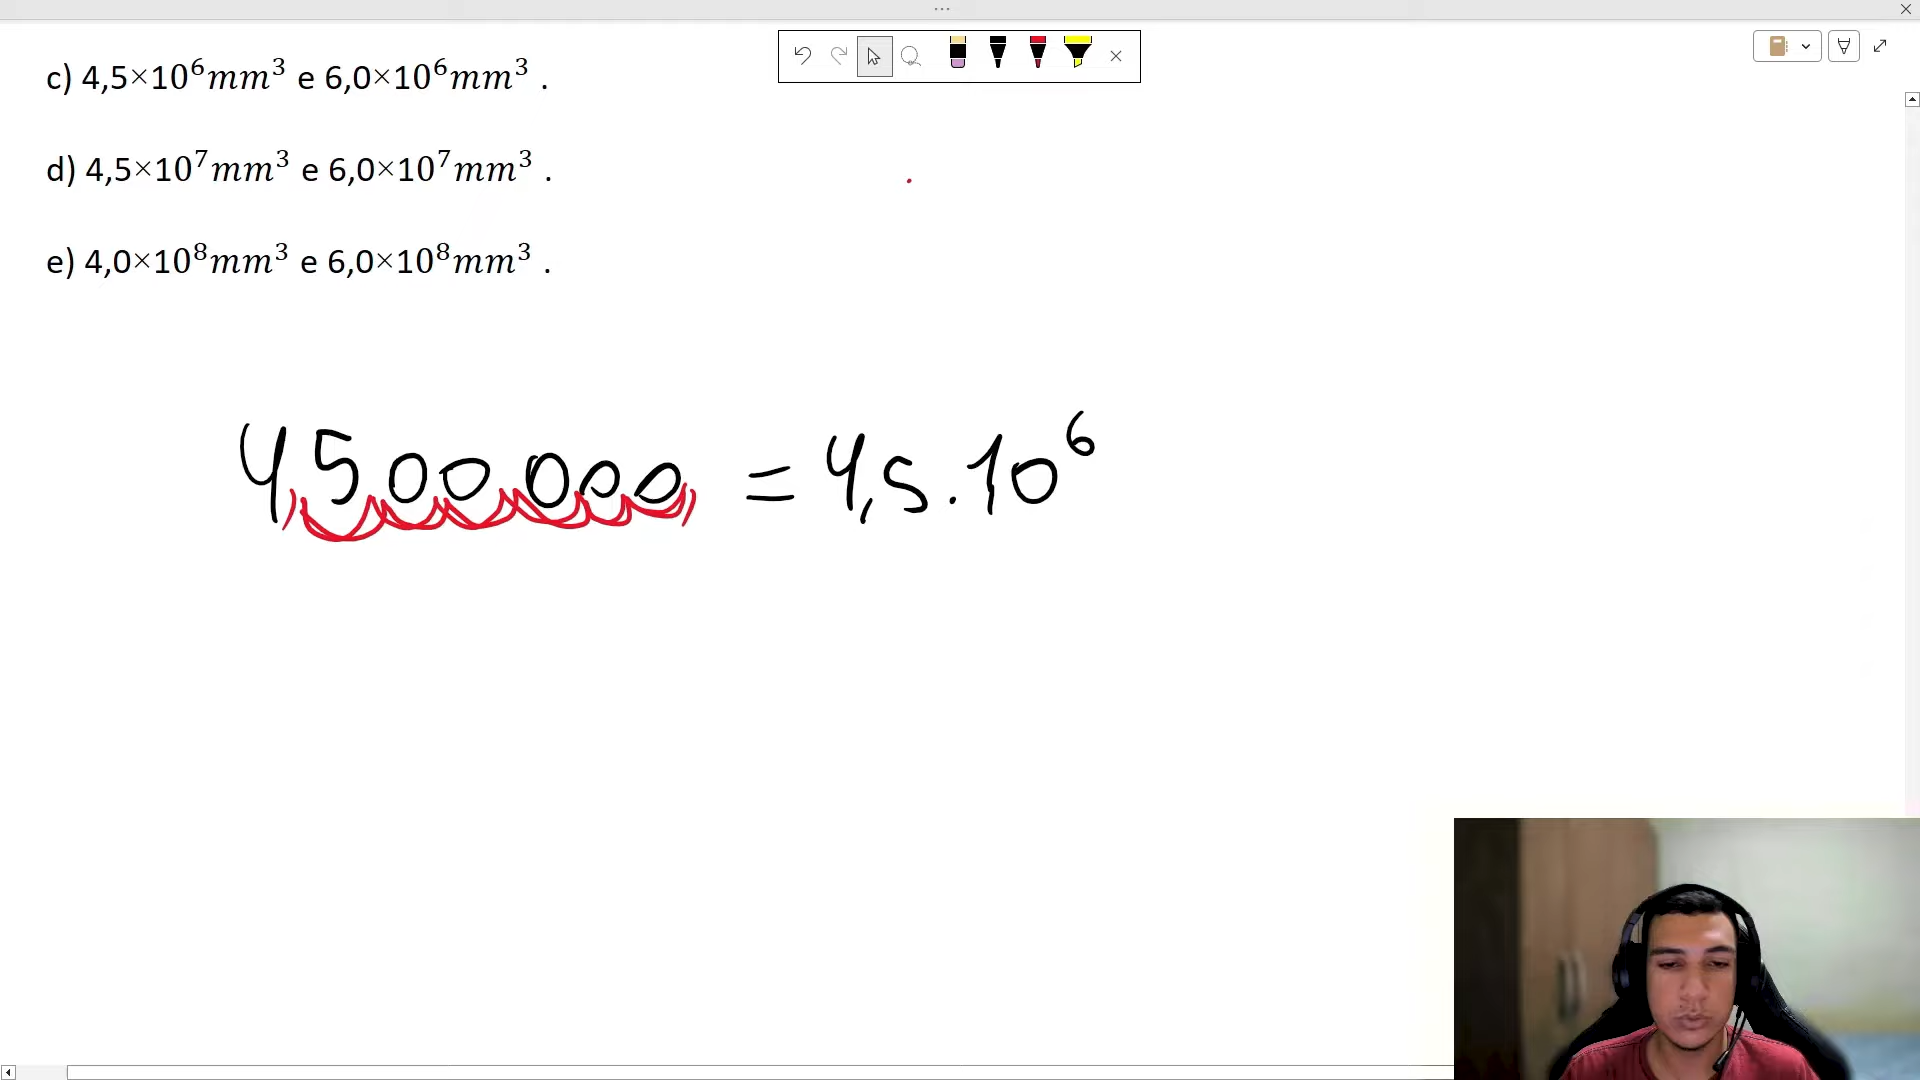 c) 4,5×10⁶mm³ e 6,0×10⁶mm³ .
d) 4,5×10⁷mm³ e 6,0×10⁷mm³ .
e) 4,0×10⁸mm³ e 6,0×10⁸mm³ .
4,500000, = 4,5.10⁶